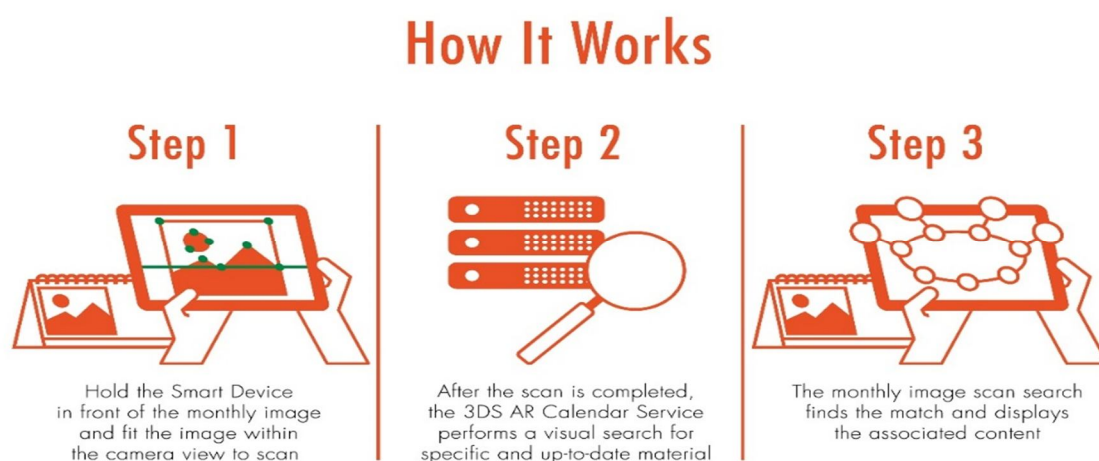 How It Works
Step 1
Hold the Smart Device
in front of the monthly image
and fit the image within
the camera view to scan
Step 2
After the scan is completed,
the 3DS AR Calendar Service
performs a visual search for
specific and up-to-date material
Step 3
The monthly image scan search
finds the match and displays
the associated content